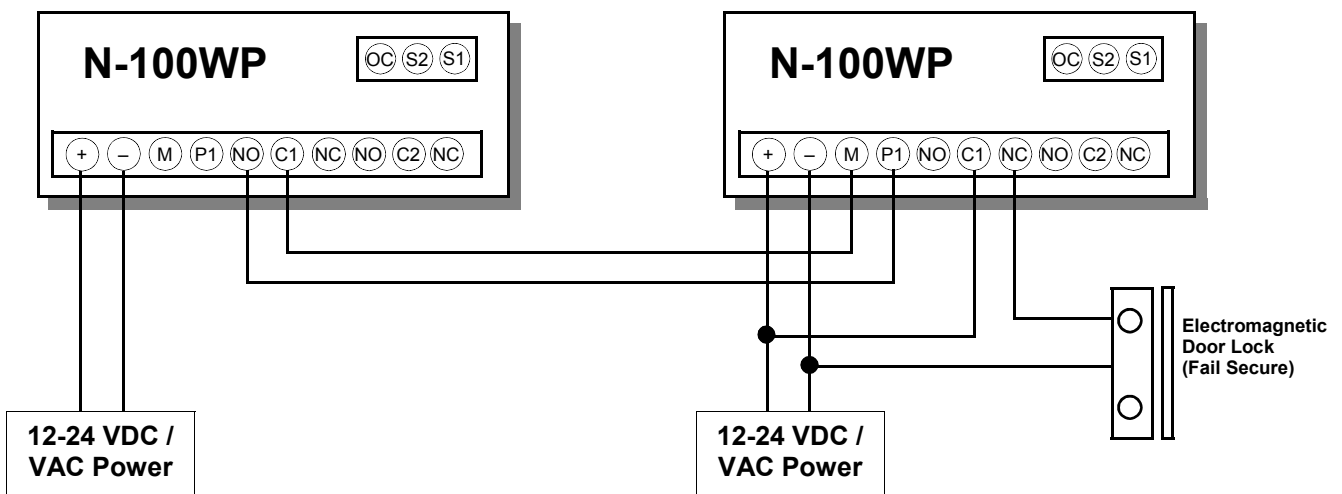 N-100WP
OC S2 S1
+ – M P1 NO C1 NC NO C2 NC
12-24 VDC /
VAC Power
N-100WP
OC S2 S1
+ – M P1 NO C1 NC NO C2 NC
Electromagnetic
Door Lock
(Fail Secure)
12-24 VDC /
VAC Power